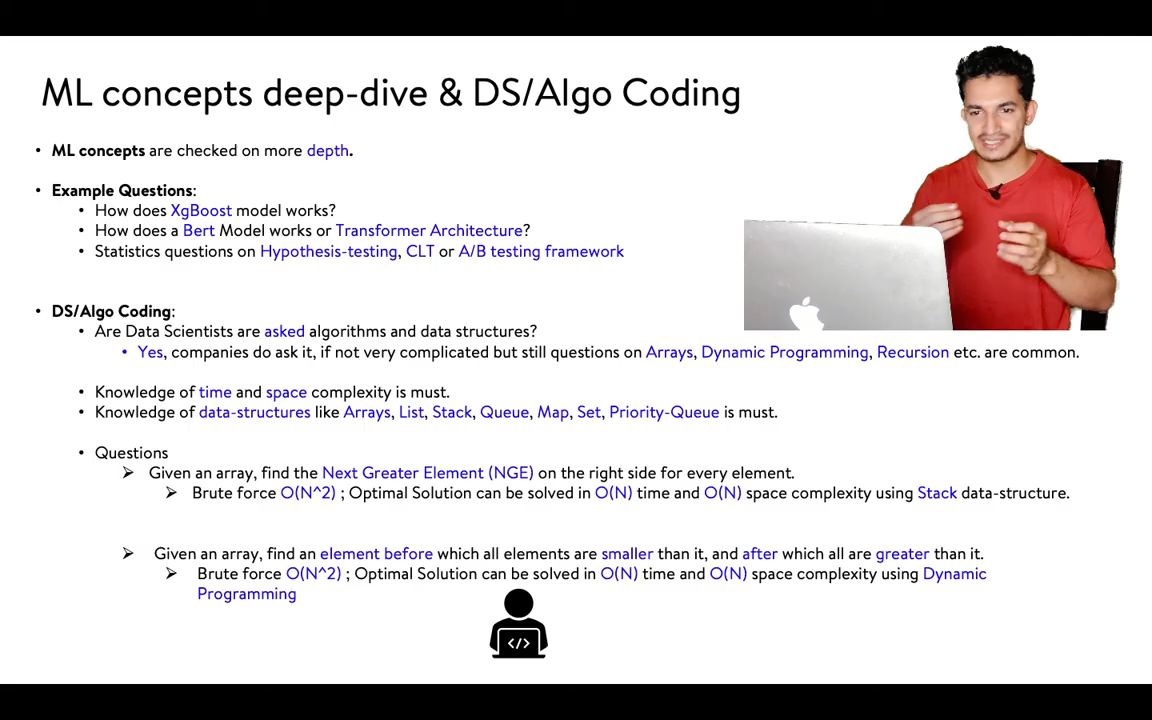 ML concepts deep-dive & DS/Algo Coding
• ML concepts are checked on more depth.
• Example Questions:
• How does XgBoost model works?
• How does a Bert Model works or Transformer Architecture?
• Statistics questions on Hypothesis-testing, CLT or A/B testing framework
• DS/Algo Coding:
• Are Data Scientists are asked algorithms and data structures?
• Yes, companies do ask it, if not very complicated but still questions on Arrays, Dynamic Programming, Recursion etc. are common.
• Knowledge of time and space complexity is must.
• Knowledge of data-structures like Arrays, List, Stack, Queue, Map, Set, Priority-Queue is must.
• Questions
➢ Given an array, find the Next Greater Element (NGE) on the right side for every element.
➢ Brute force O(N^2) ; Optimal Solution can be solved in O(N) time and O(N) space complexity using Stack data-structure.
➢ Given an array, find an element before which all elements are smaller than it, and after which all are greater than it.
➢ Brute force O(N^2) ; Optimal Solution can be solved in O(N) time and O(N) space complexity using Dynamic
Programming
</>